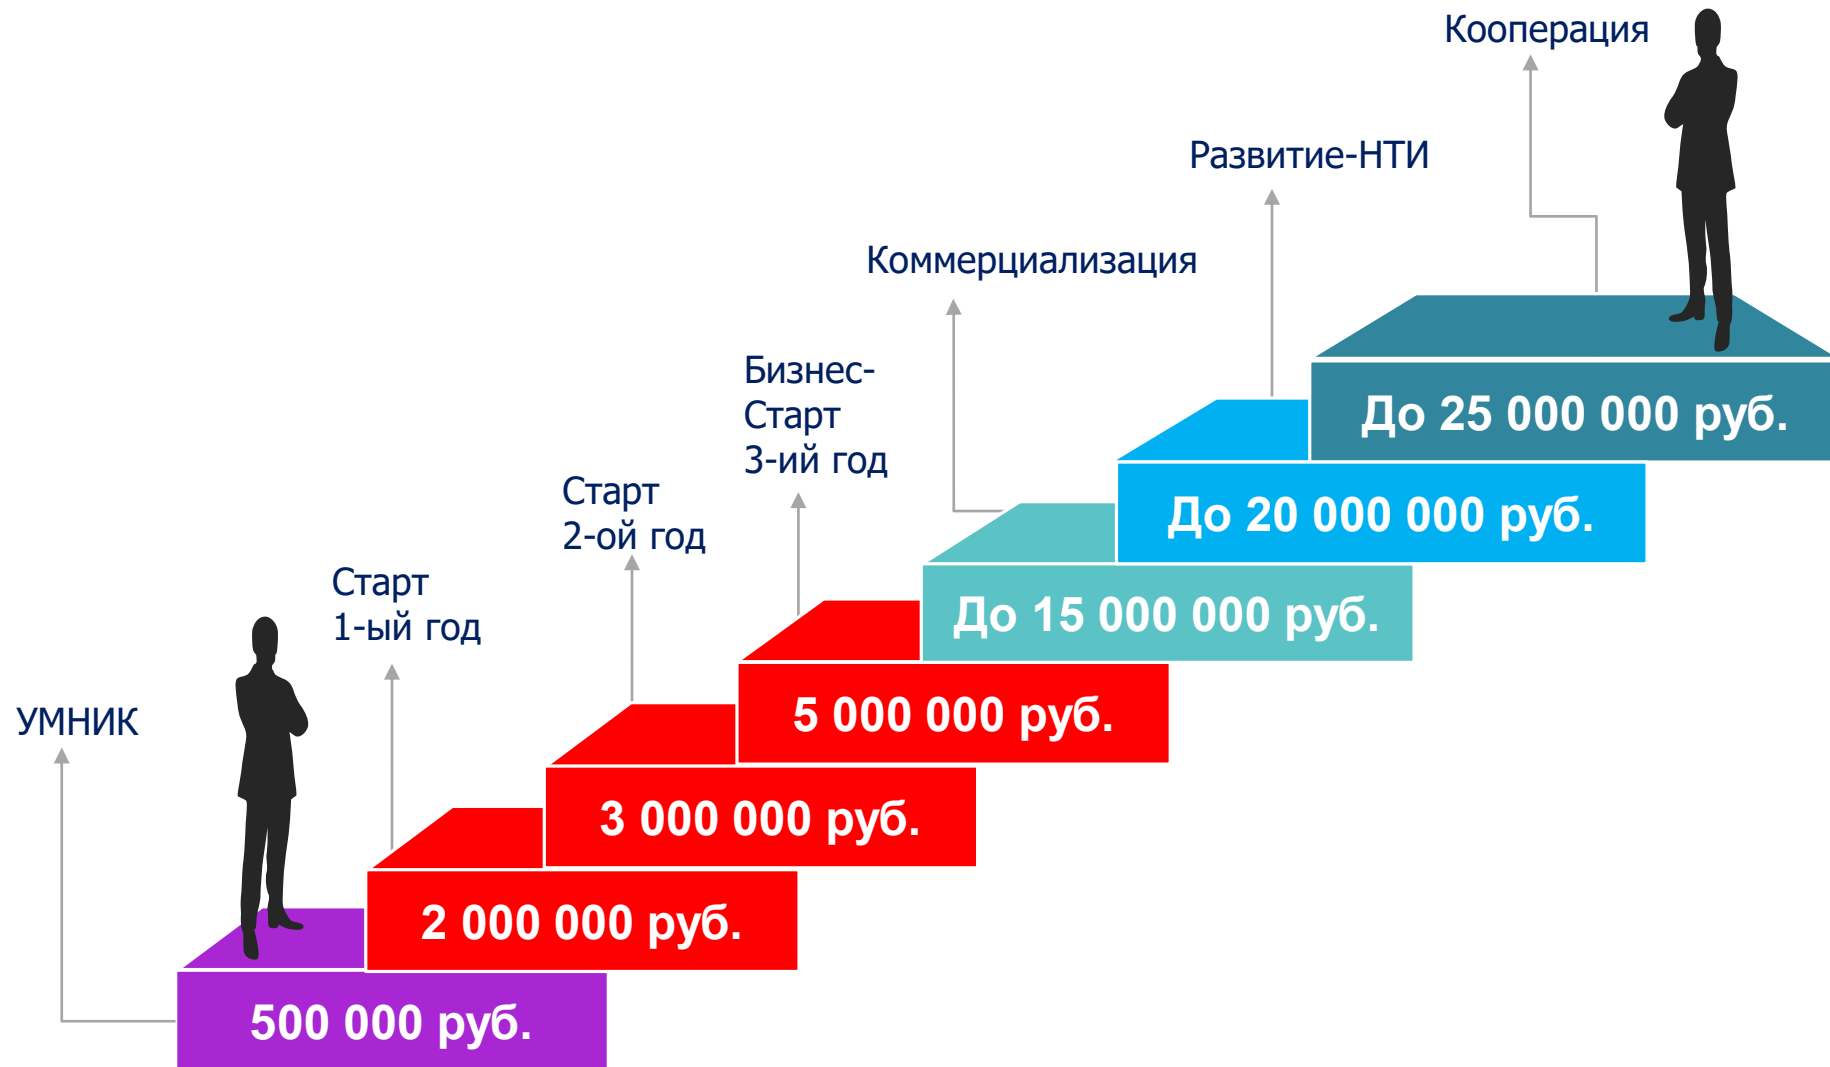 Кооперация
Развитие-НТИ
Коммерциализация
Бизнес-
Старт
3-ий год
Старт
2-ой год
Старт
1-ый год
УМНИК
До 25 000 000 руб.
До 20 000 000 руб.
До 15 000 000 руб.
5 000 000 руб.
3 000 000 руб.
2 000 000 руб.
500 000 руб.